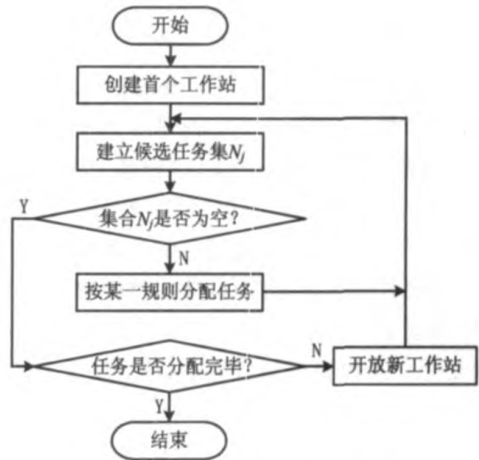 开始
创建首个工作站
建立候选任务集Nj
Y
集合Nj是否为空?
N
按某一规则分配任务
任务是否分配完毕?
N
开放新工作站
Y
结束